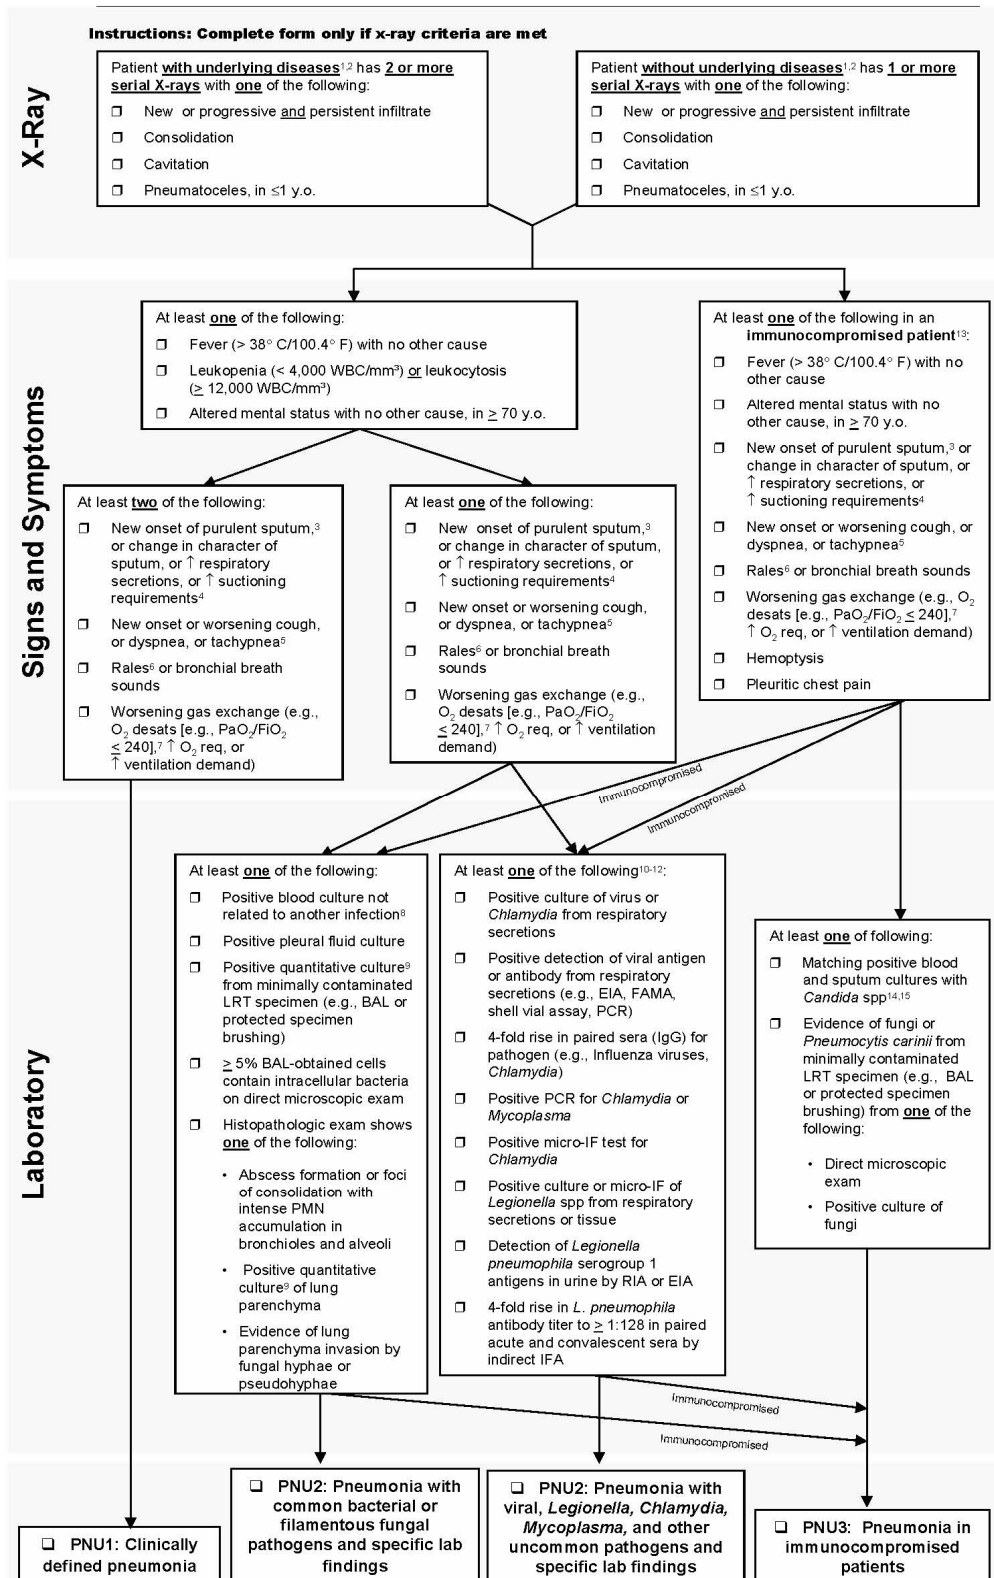 Instructions: Complete form only if x-ray criteria are met
X-Ray
Patient with underlying diseases1,2 has 2 or more
serial X-rays with one of the following:
❐ New or progressive and persistent infiltrate
❐ Consolidation
❐ Cavitation
❐ Pneumatoceles, in ≤1 y.o.
Patient without underlying diseases1,2 has 1 or more
serial X-rays with one of the following:
❐ New or progressive and persistent infiltrate
❐ Consolidation
❐ Cavitation
❐ Pneumatoceles, in ≤1 y.o.
Signs and Symptoms
At least one of the following:
❐ Fever (> 38° C/100.4° F) with no other cause
❐ Leukopenia (< 4,000 WBC/mm³) or leukocytosis
(≥ 12,000 WBC/mm³)
❐ Altered mental status with no other cause, in ≥ 70 y.o.
At least one of the following in an
immunocompromised patient13:
❐ Fever (> 38° C/100.4° F) with no
other cause
❐ Altered mental status with no
other cause, in ≥ 70 y.o.
❐ New onset of purulent sputum,3 or
change in character of sputum, or
↑ respiratory secretions, or
↑ suctioning requirements4
❐ New onset or worsening cough, or
dyspnea, or tachypnea5
❐ Rales6 or bronchial breath sounds
❐ Worsening gas exchange (e.g., O2
desats [e.g., PaO2/FiO2 ≤ 240],7
↑ O2 req, or ↑ ventilation demand)
❐ Hemoptysis
❐ Pleuritic chest pain
At least two of the following:
❐ New onset of purulent sputum,3
or change in character of
sputum, or ↑ respiratory
secretions, or ↑ suctioning
requirements4
❐ New onset or worsening cough,
or dyspnea, or tachypnea5
❐ Rales6 or bronchial breath
sounds
❐ Worsening gas exchange (e.g.,
O2 desats [e.g., PaO2/FiO2
≤ 240],7 ↑ O2 req, or
↑ ventilation demand)
At least one of the following:
❐ New onset of purulent sputum,3
or change in character of sputum,
or ↑ respiratory secretions, or
↑ suctioning requirements4
❐ New onset or worsening cough,
or dyspnea, or tachypnea5
❐ Rales6 or bronchial breath
sounds
❐ Worsening gas exchange (e.g.,
O2 desats [e.g., PaO2/FiO2
≤ 240],7 ↑ O2 req, or ↑ ventilation
demand)
Immunocompromised
Immunocompromised
Laboratory
At least one of the following:
❐ Positive blood culture not
related to another infection8
❐ Positive pleural fluid culture
❐ Positive quantitative culture9
from minimally contaminated
LRT specimen (e.g., BAL or
protected specimen
brushing)
❐ ≥ 5% BAL-obtained cells
contain intracellular bacteria
on direct microscopic exam
❐ Histopathologic exam shows
one of the following:
• Abscess formation or foci
of consolidation with
intense PMN
accumulation in
bronchioles and alveoli
• Positive quantitative
culture9 of lung
parenchyma
• Evidence of lung
parenchyma invasion by
fungal hyphae or
pseudohyphae
At least one of the following10-12:
❐ Positive culture of virus or
Chlamydia from respiratory
secretions
❐ Positive detection of viral antigen
or antibody from respiratory
secretions (e.g., EIA, FAMA,
shell vial assay, PCR)
❐ 4-fold rise in paired sera (IgG) for
pathogen (e.g., Influenza viruses,
Chlamydia)
❐ Positive PCR for Chlamydia or
Mycoplasma
❐ Positive micro-IF test for
Chlamydia
❐ Positive culture or micro-IF of
Legionella spp from respiratory
secretions or tissue
❐ Detection of Legionella
pneumophila serogroup 1
antigens in urine by RIA or EIA
❐ 4-fold rise in L. pneumophila
antibody titer to ≥ 1:128 in paired
acute and convalescent sera by
indirect IFA
At least one of following:
❐ Matching positive blood
and sputum cultures with
Candida spp14,15
❐ Evidence of fungi or
Pneumocytis carinii from
minimally contaminated
LRT specimen (e.g., BAL
or protected specimen
brushing) from one of the
following:
• Direct microscopic
exam
• Positive culture of
fungi
Immunocompromised
Immunocompromised
❑ PNU1: Clinically
defined pneumonia
❑ PNU2: Pneumonia with
common bacterial or
filamentous fungal
pathogens and specific lab
findings
❑ PNU2: Pneumonia with
viral, Legionella, Chlamydia,
Mycoplasma, and other
uncommon pathogens and
specific lab findings
❑ PNU3: Pneumonia in
immunocompromised
patients